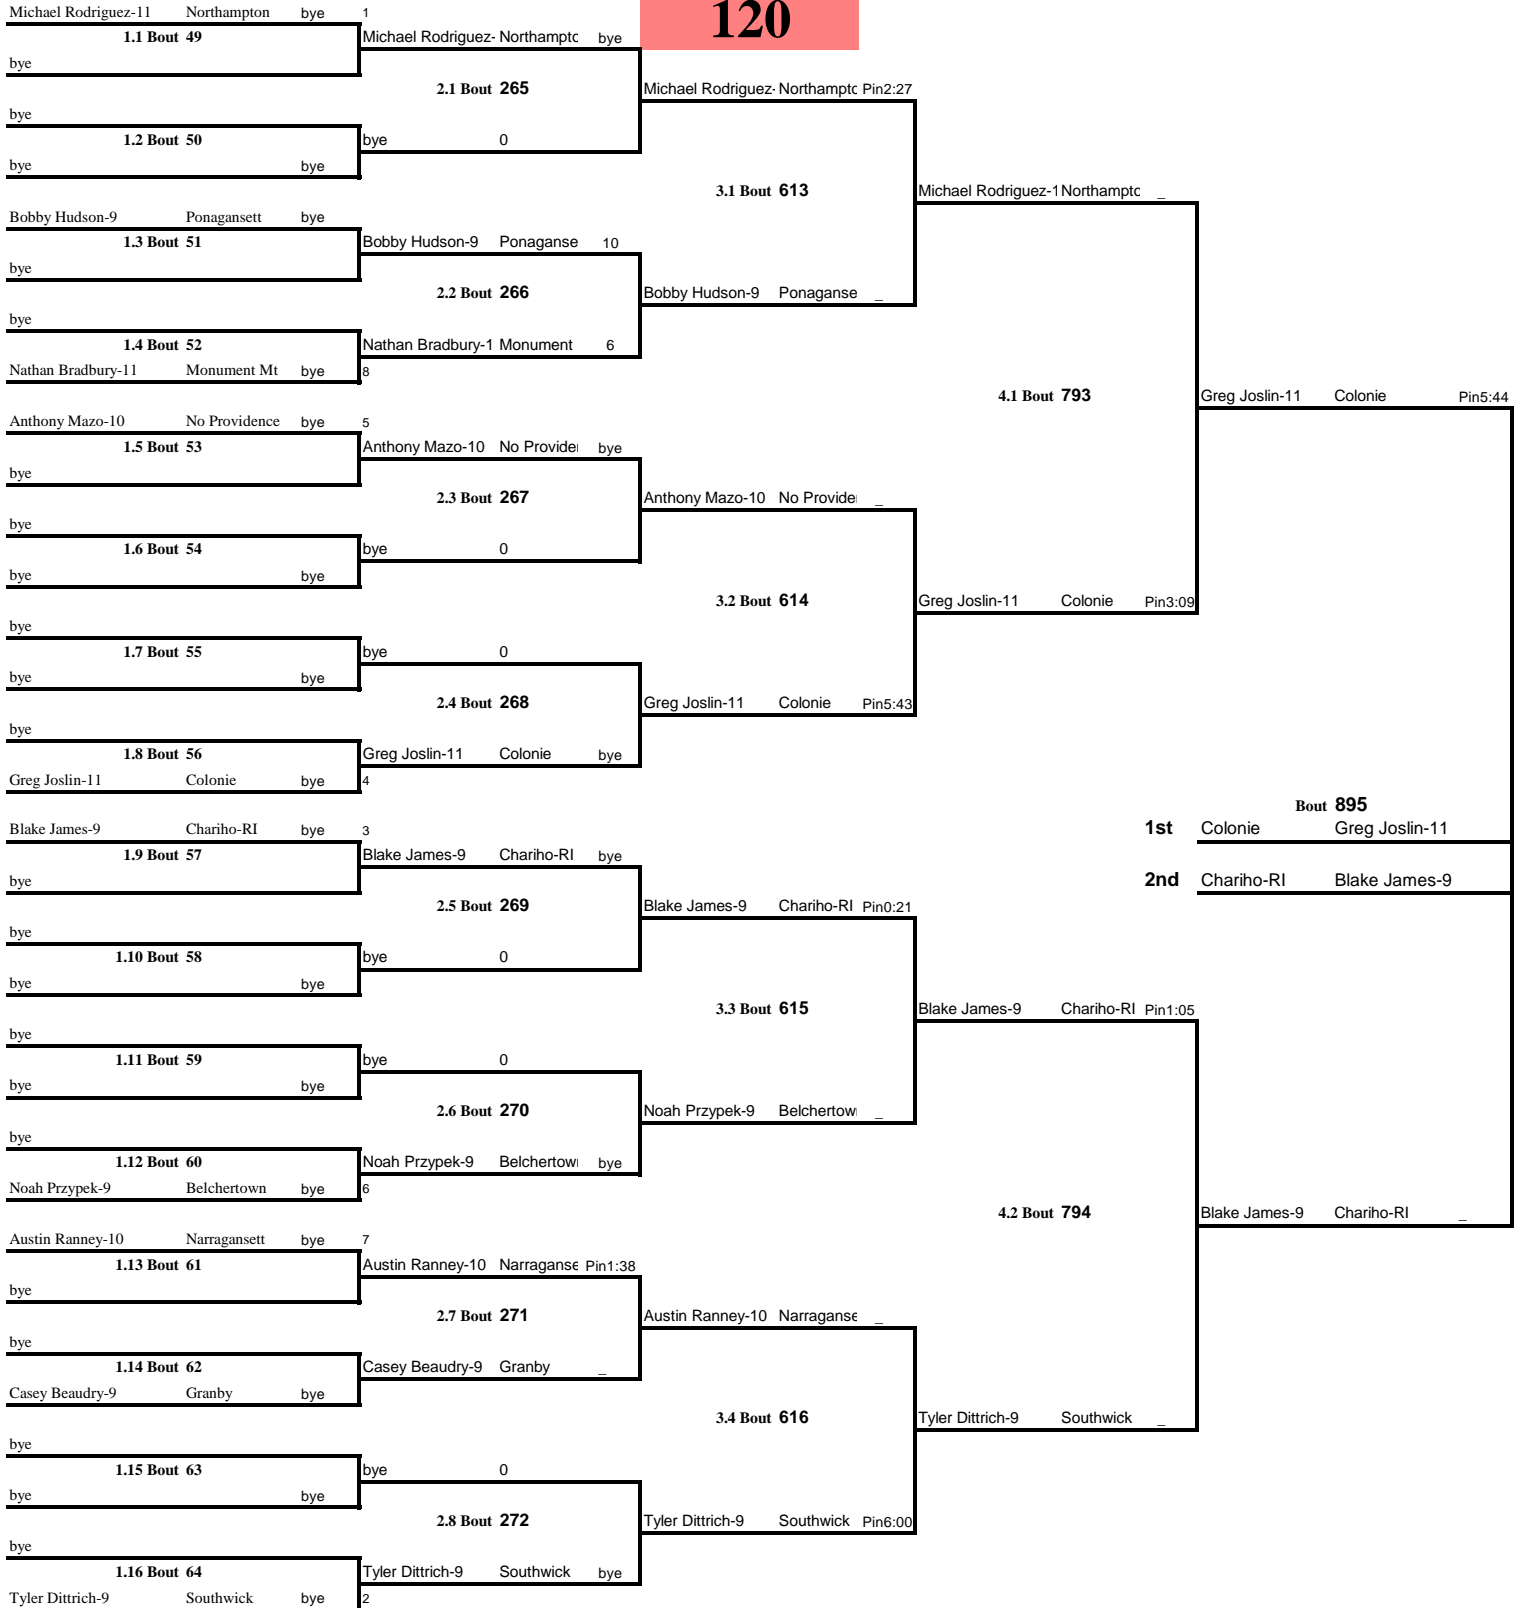 120
Michael Rodriguez-11 Northampton bye 1
1.1 Bout 49 Michael Rodriguez- Northamptc bye
bye
2.1 Bout 265 Michael Rodriguez- Northamptc Pin2:27
bye
1.2 Bout 50 bye 0
bye bye
3.1 Bout 613 Michael Rodriguez-1 Northamptc _
Bobby Hudson-9 Ponagansett bye
1.3 Bout 51 Bobby Hudson-9 Ponaganse 10
bye
2.2 Bout 266 Bobby Hudson-9 Ponaganse _
bye
1.4 Bout 52 Nathan Bradbury-1 Monument 6
Nathan Bradbury-11 Monument Mt bye 8
4.1 Bout 793 Greg Joslin-11 Colonie Pin5:44
Anthony Mazo-10 No Providence bye 5
1.5 Bout 53 Anthony Mazo-10 No Provide bye
bye
2.3 Bout 267 Anthony Mazo-10 No Provide _
bye
1.6 Bout 54 bye 0
bye bye
3.2 Bout 614 Greg Joslin-11 Colonie Pin3:09
bye
1.7 Bout 55 bye 0
bye bye
2.4 Bout 268 Greg Joslin-11 Colonie Pin5:43
bye
1.8 Bout 56 Greg Joslin-11 Colonie bye
Greg Joslin-11 Colonie bye 4
Bout 895
Blake James-9 Chariho-RI bye 3
1st Colonie Greg Joslin-11
1.9 Bout 57 Blake James-9 Chariho-RI bye
bye
2nd Chariho-RI Blake James-9
2.5 Bout 269 Blake James-9 Chariho-RI Pin0:21
bye
1.10 Bout 58 bye 0
bye bye
3.3 Bout 615 Blake James-9 Chariho-RI Pin1:05
bye
1.11 Bout 59 bye 0
bye bye
2.6 Bout 270 Noah Przypek-9 Belchertow _
bye
1.12 Bout 60 Noah Przypek-9 Belchertow bye
Noah Przypek-9 Belchertown bye 6
4.2 Bout 794 Blake James-9 Chariho-RI _
Austin Ranney-10 Narragansett bye 7
1.13 Bout 61 Austin Ranney-10 Narraganse Pin1:38
bye
2.7 Bout 271 Austin Ranney-10 Narraganse _
bye
1.14 Bout 62 Casey Beaudry-9 Granby _
Casey Beaudry-9 Granby bye
3.4 Bout 616 Tyler Dittrich-9 Southwick _
bye
1.15 Bout 63 bye 0
bye bye
2.8 Bout 272 Tyler Dittrich-9 Southwick Pin6:00
bye
1.16 Bout 64 Tyler Dittrich-9 Southwick bye
Tyler Dittrich-9 Southwick bye 2